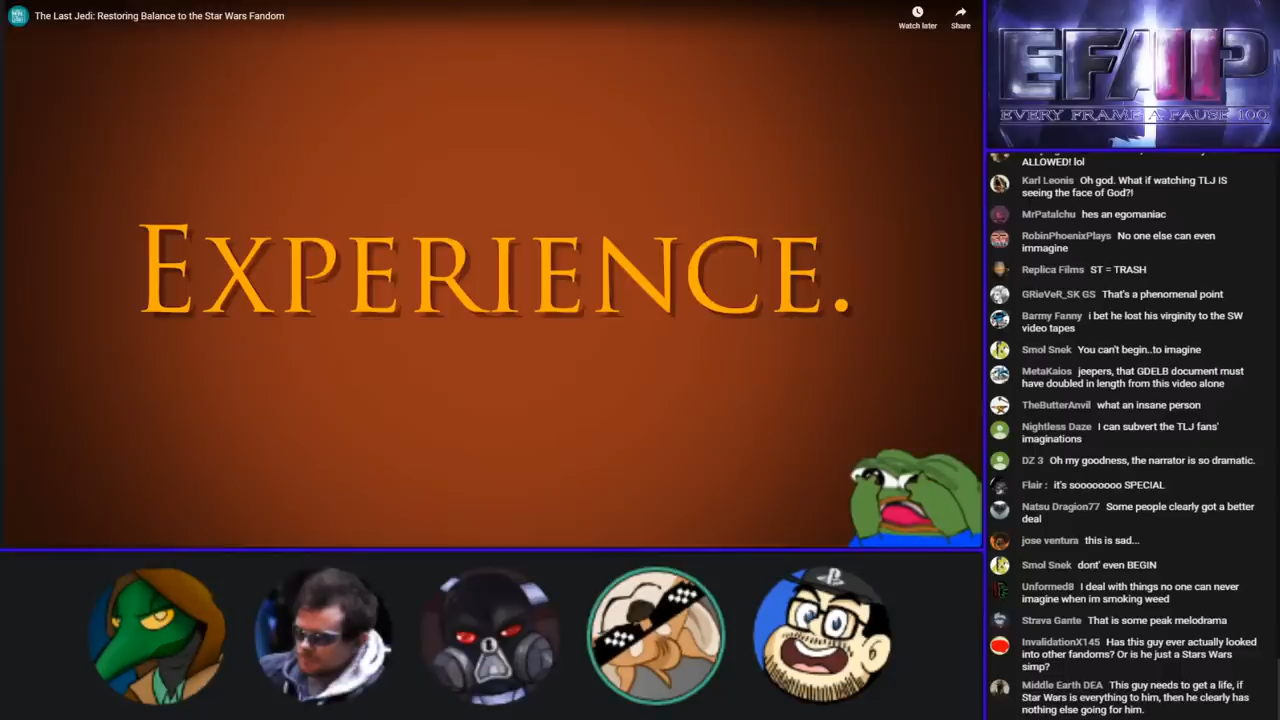 The Last Jedi: Restoring Balance to the Star Wars Fandom
Watch later
Share
EXPERIENCE.
EFAP
EVERY FRAME A PAUSE 100
ALLOWED! lol
Karl Leonis Oh god. What if watching TLJ IS
seeing the face of God?!
MrPatalchu hes an egomaniac
RobinPhoenixPlays No one else can even
immagine
Replica Films ST = TRASH
GRieVeR_SK GS That's a phenomenal point
Barmy Fanny i bet he lost his virginity to the SW
video tapes
Smol Snek You can't begin..to imagine
MetaKaios jeepers, that GDELB document must
have doubled in length from this video alone
TheButterAnvil what an insane person
Nightless Daze I can subvert the TLJ fans'
imaginations
DZ 3 Oh my goodness, the narrator is so dramatic.
Flair : it's soooooooo SPECIAL
Natsu Dragion77 Some people clearly got a better
deal
jose ventura this is sad...
Smol Snek dont' even BEGIN
Unformed8 I deal with things no one can never
imagine when im smoking weed
Strava Gante That is some peak melodrama
InvalidationX145 Has this guy ever actually looked
into other fandoms? Or is he just a Stars Wars
simp?
Middle Earth DEA This guy needs to get a life, if
Star Wars is everything to him, then he clearly has
nothing else going for him.